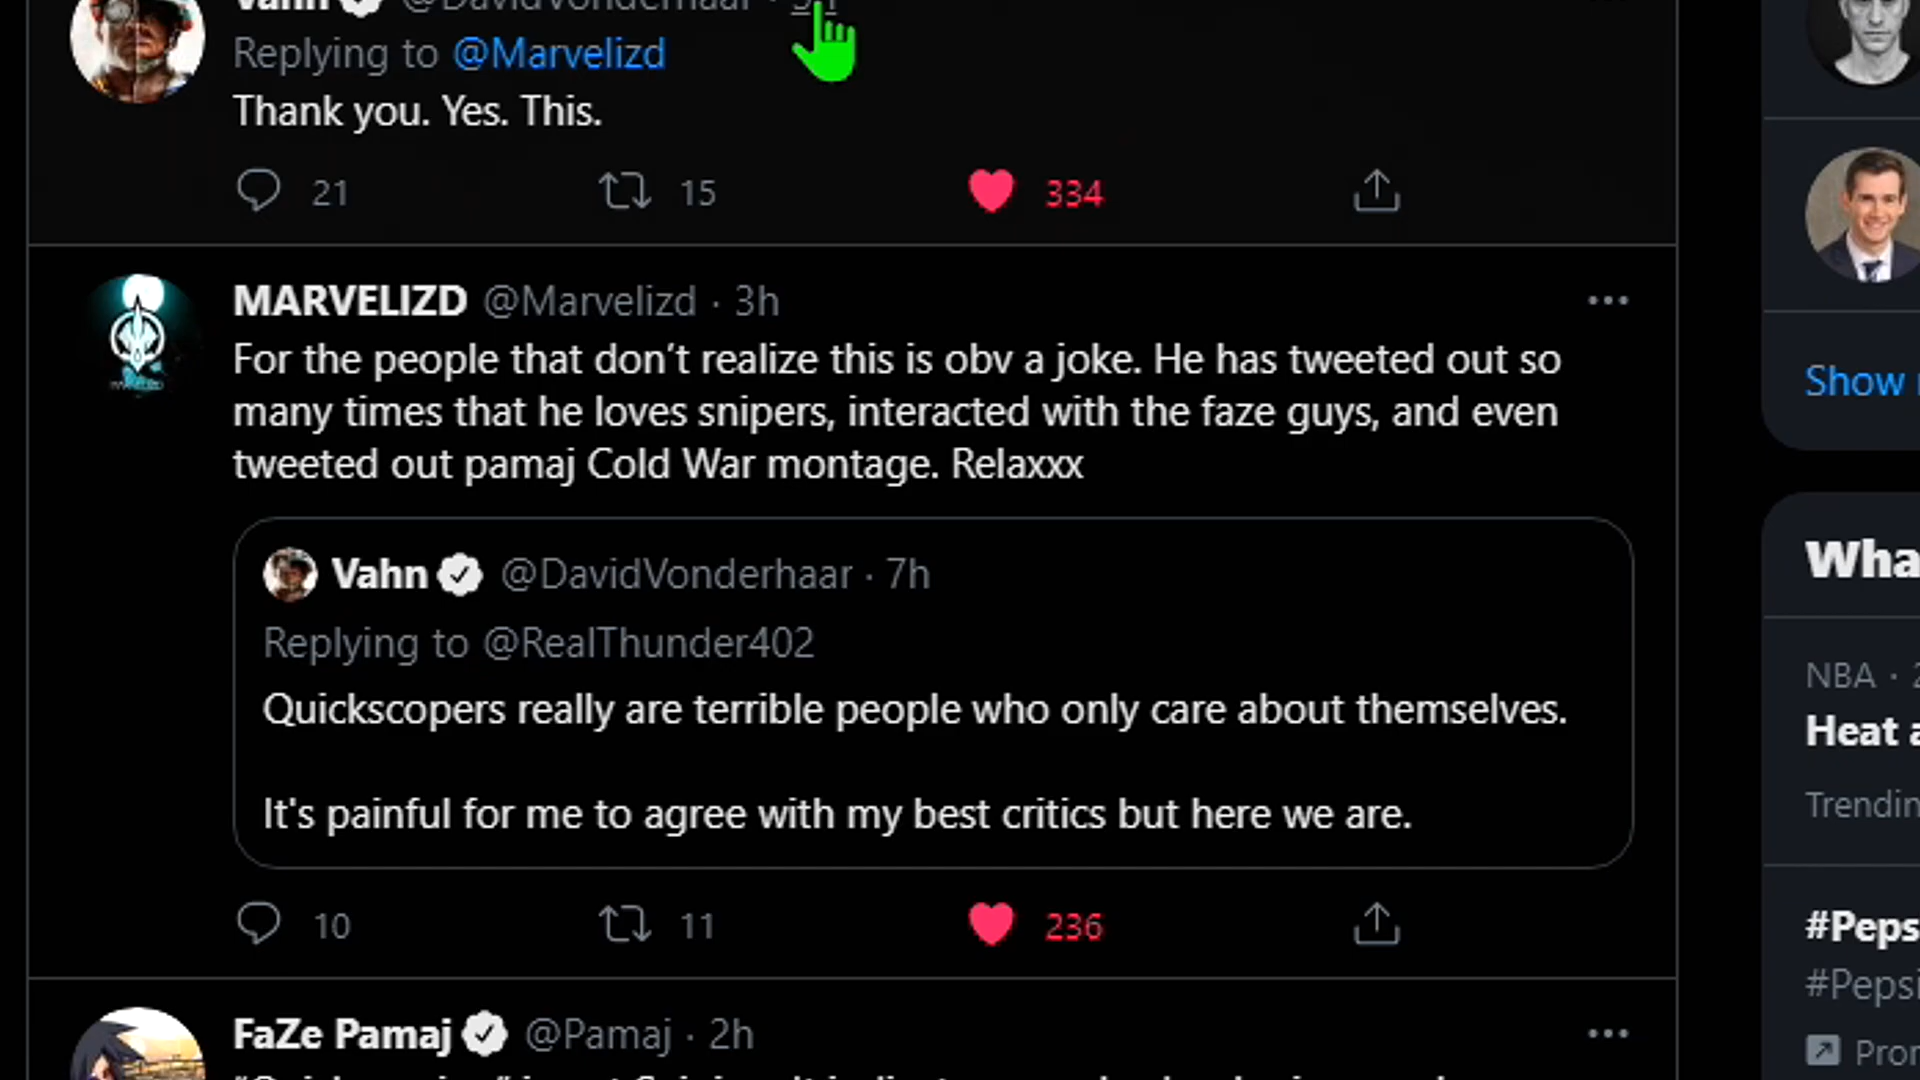 Vahn @DavidVonderhaar ·
Replying to @Marvelizd
Thank you. Yes. This.
21 15 334
MARVELIZD @Marvelizd · 3h
For the people that don't realize this is obv a joke. He has tweeted out so
many times that he loves snipers, interacted with the faze guys, and even
tweeted out pamaj Cold War montage. Relaxxx
Vahn @DavidVonderhaar · 7h
Replying to @RealThunder402
Quickscopers really are terrible people who only care about themselves.
It's painful for me to agree with my best critics but here we are.
10 11 236
FaZe Pamaj @Pamaj · 2h
Show
Wha
NBA · 2
Heat a
Trendin
#Peps
#Pepsi
Pror